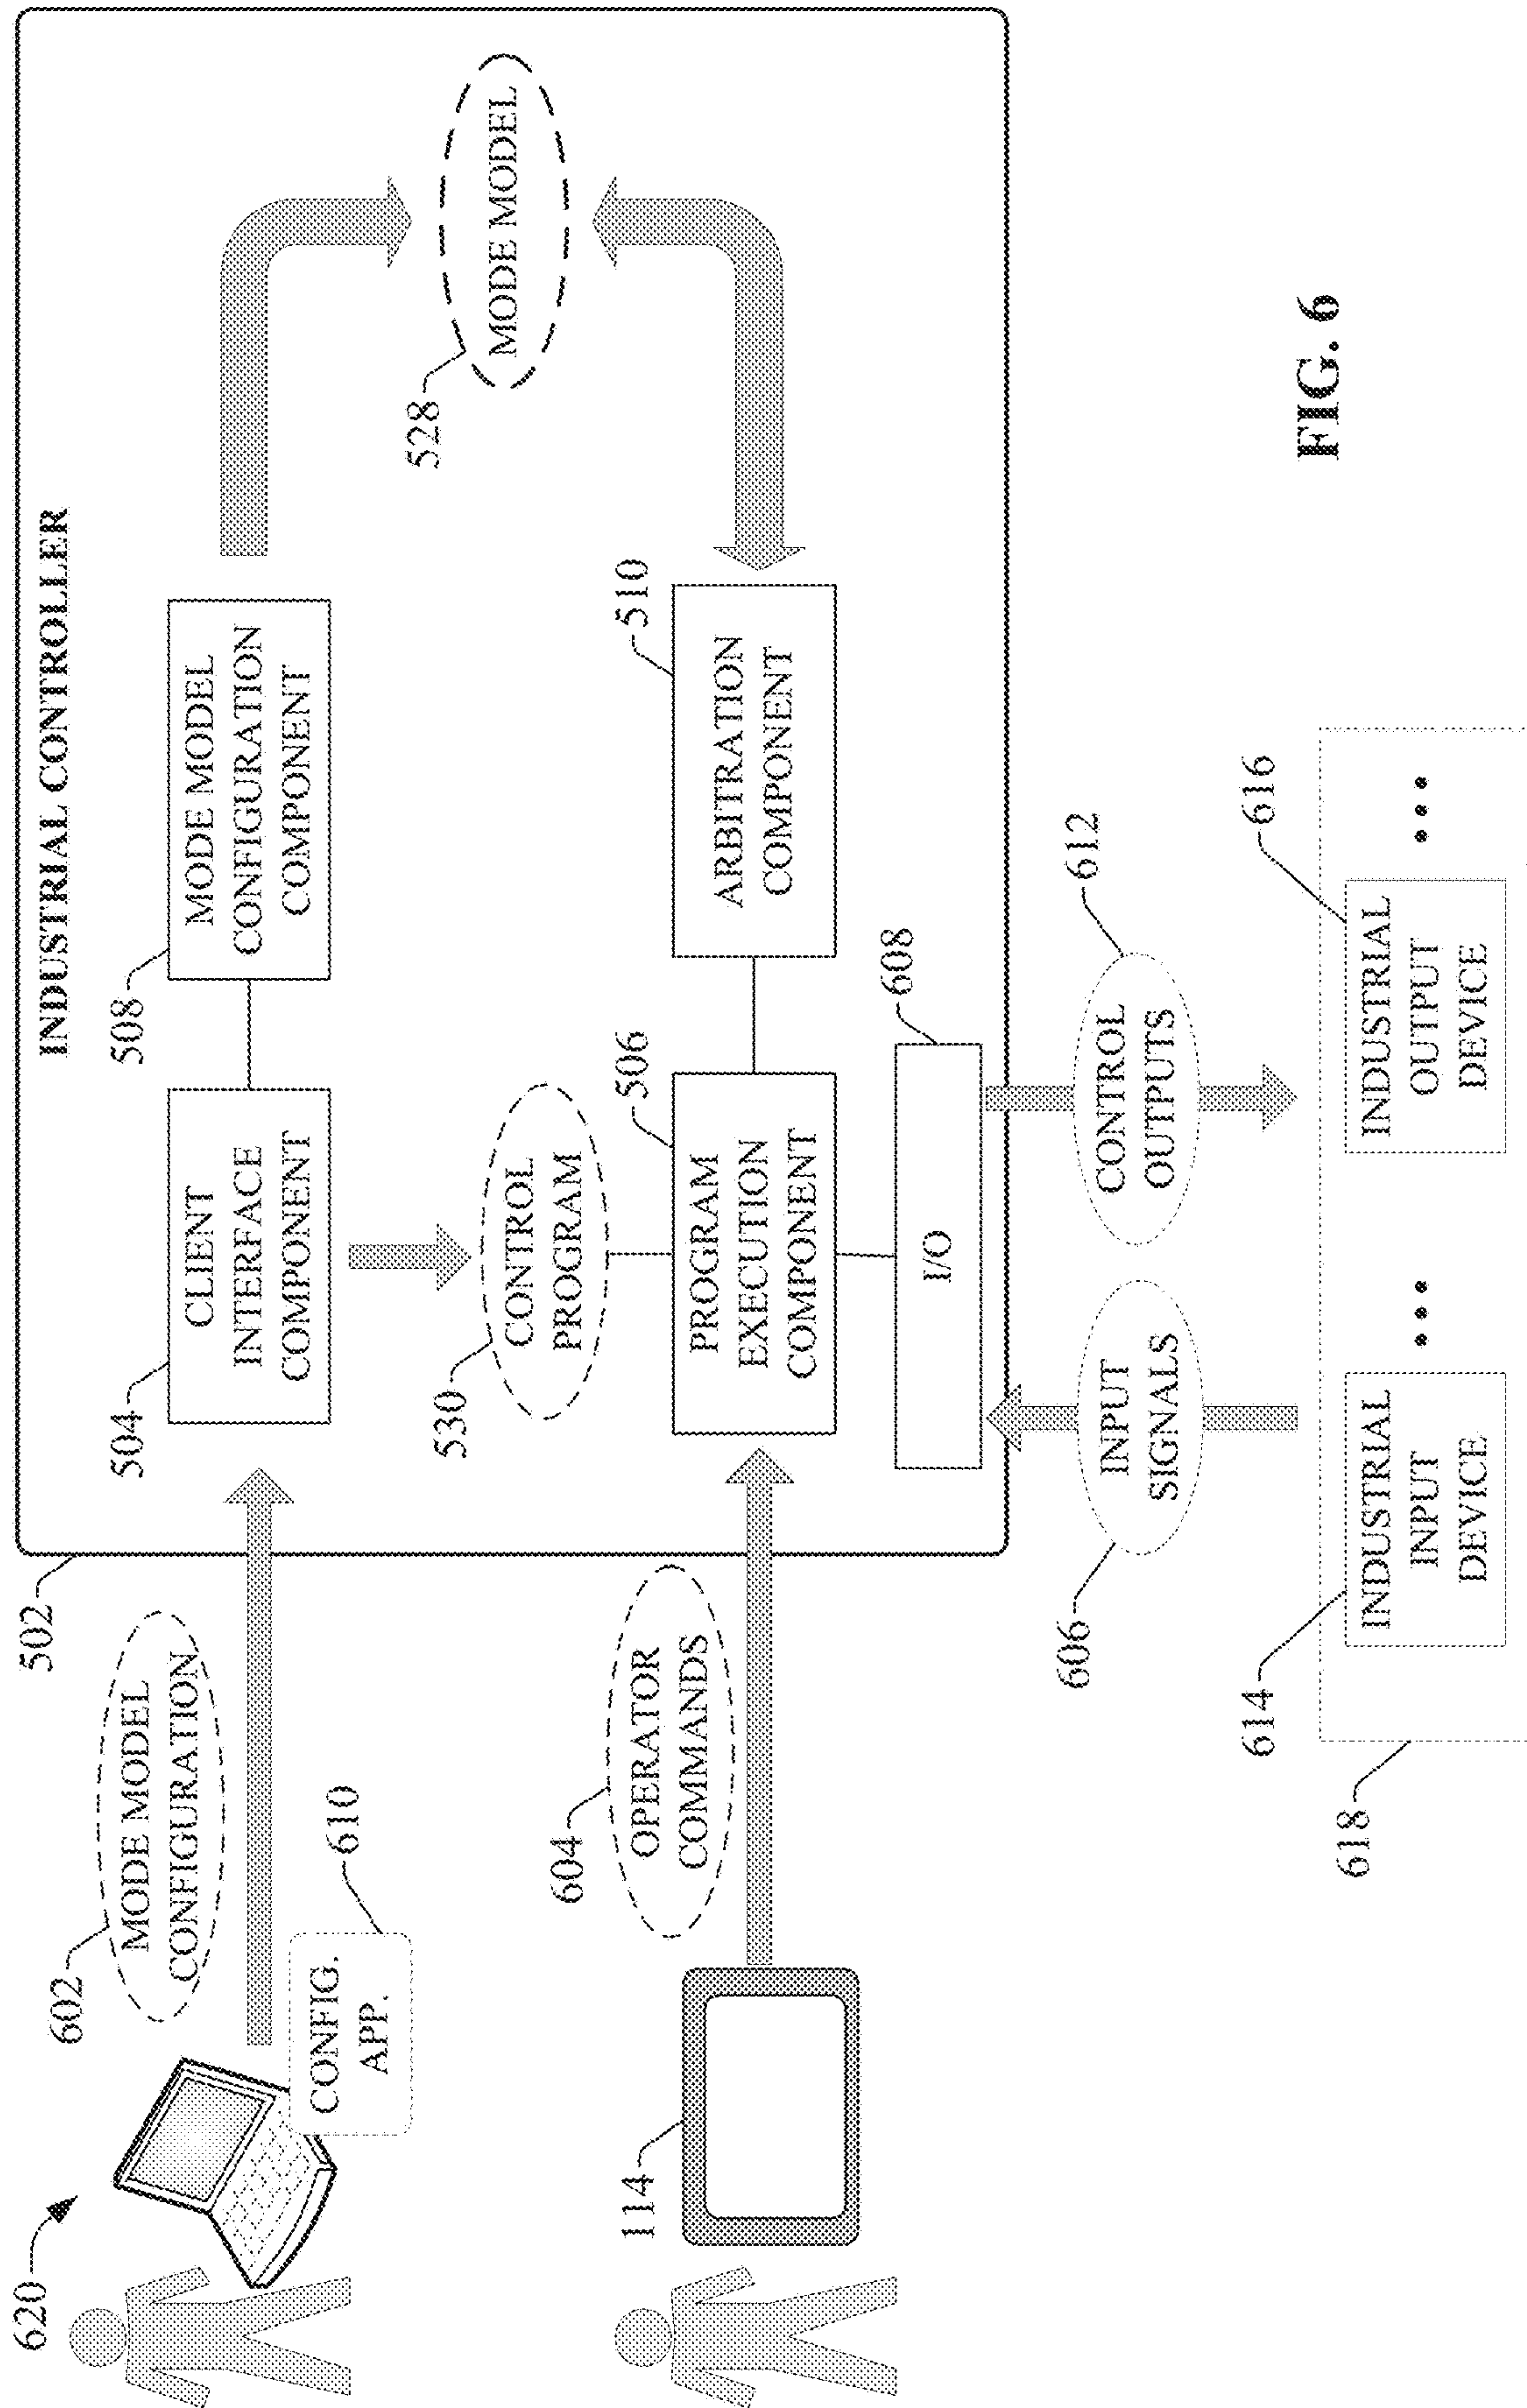 620
602
MODE MODEL
CONFIGURATION
CONFIG.
APP.
610
502
INDUSTRIAL CONTROLLER
504
CLIENT
INTERFACE
COMPONENT
508
MODE MODEL
CONFIGURATION
COMPONENT
528
MODE MODEL
530
CONTROL
PROGRAM
114
604
OPERATOR
COMMANDS
506
PROGRAM
EXECUTION
COMPONENT
510
ARBITRATION
COMPONENT
608
I/O
606
INPUT
SIGNALS
612
CONTROL
OUTPUTS
618
614
INDUSTRIAL
INPUT
DEVICE
616
INDUSTRIAL
OUTPUT
DEVICE
FIG. 6